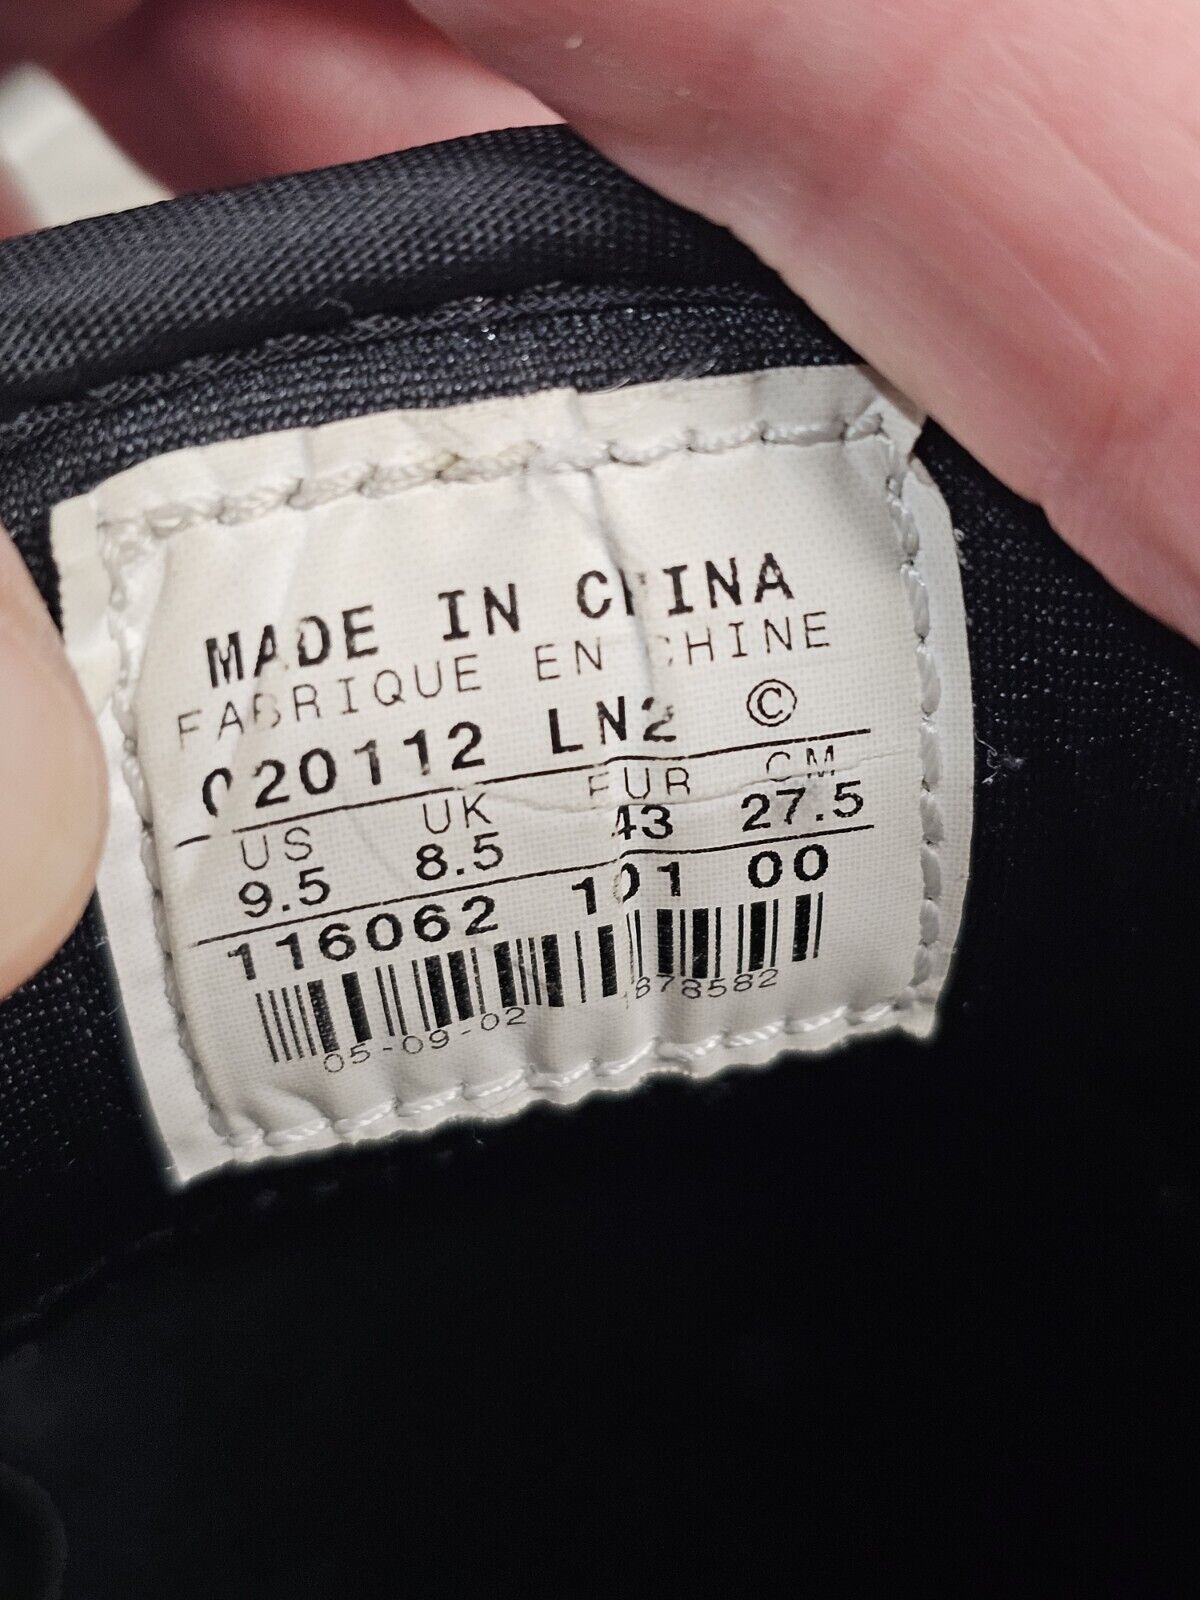 MADE IN CHINA
FABRIQUE EN CHINE
020112 LN2 ©
US UK EUR CM
9.5 8.5 43 27.5
116062 101 00
05-09-02 878582